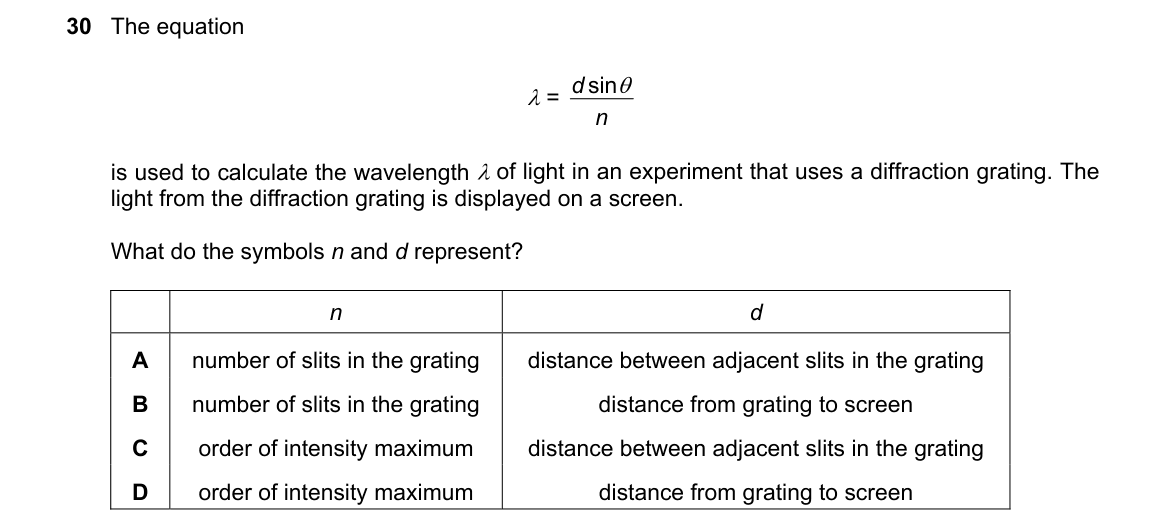 30 The equation
λ = d sin θ / n
is used to calculate the wavelength λ of light in an experiment that uses a diffraction grating. The
light from the diffraction grating is displayed on a screen.
What do the symbols n and d represent?
n d
A number of slits in the grating distance between adjacent slits in the grating
B number of slits in the grating distance from grating to screen
C order of intensity maximum distance between adjacent slits in the grating
D order of intensity maximum distance from grating to screen